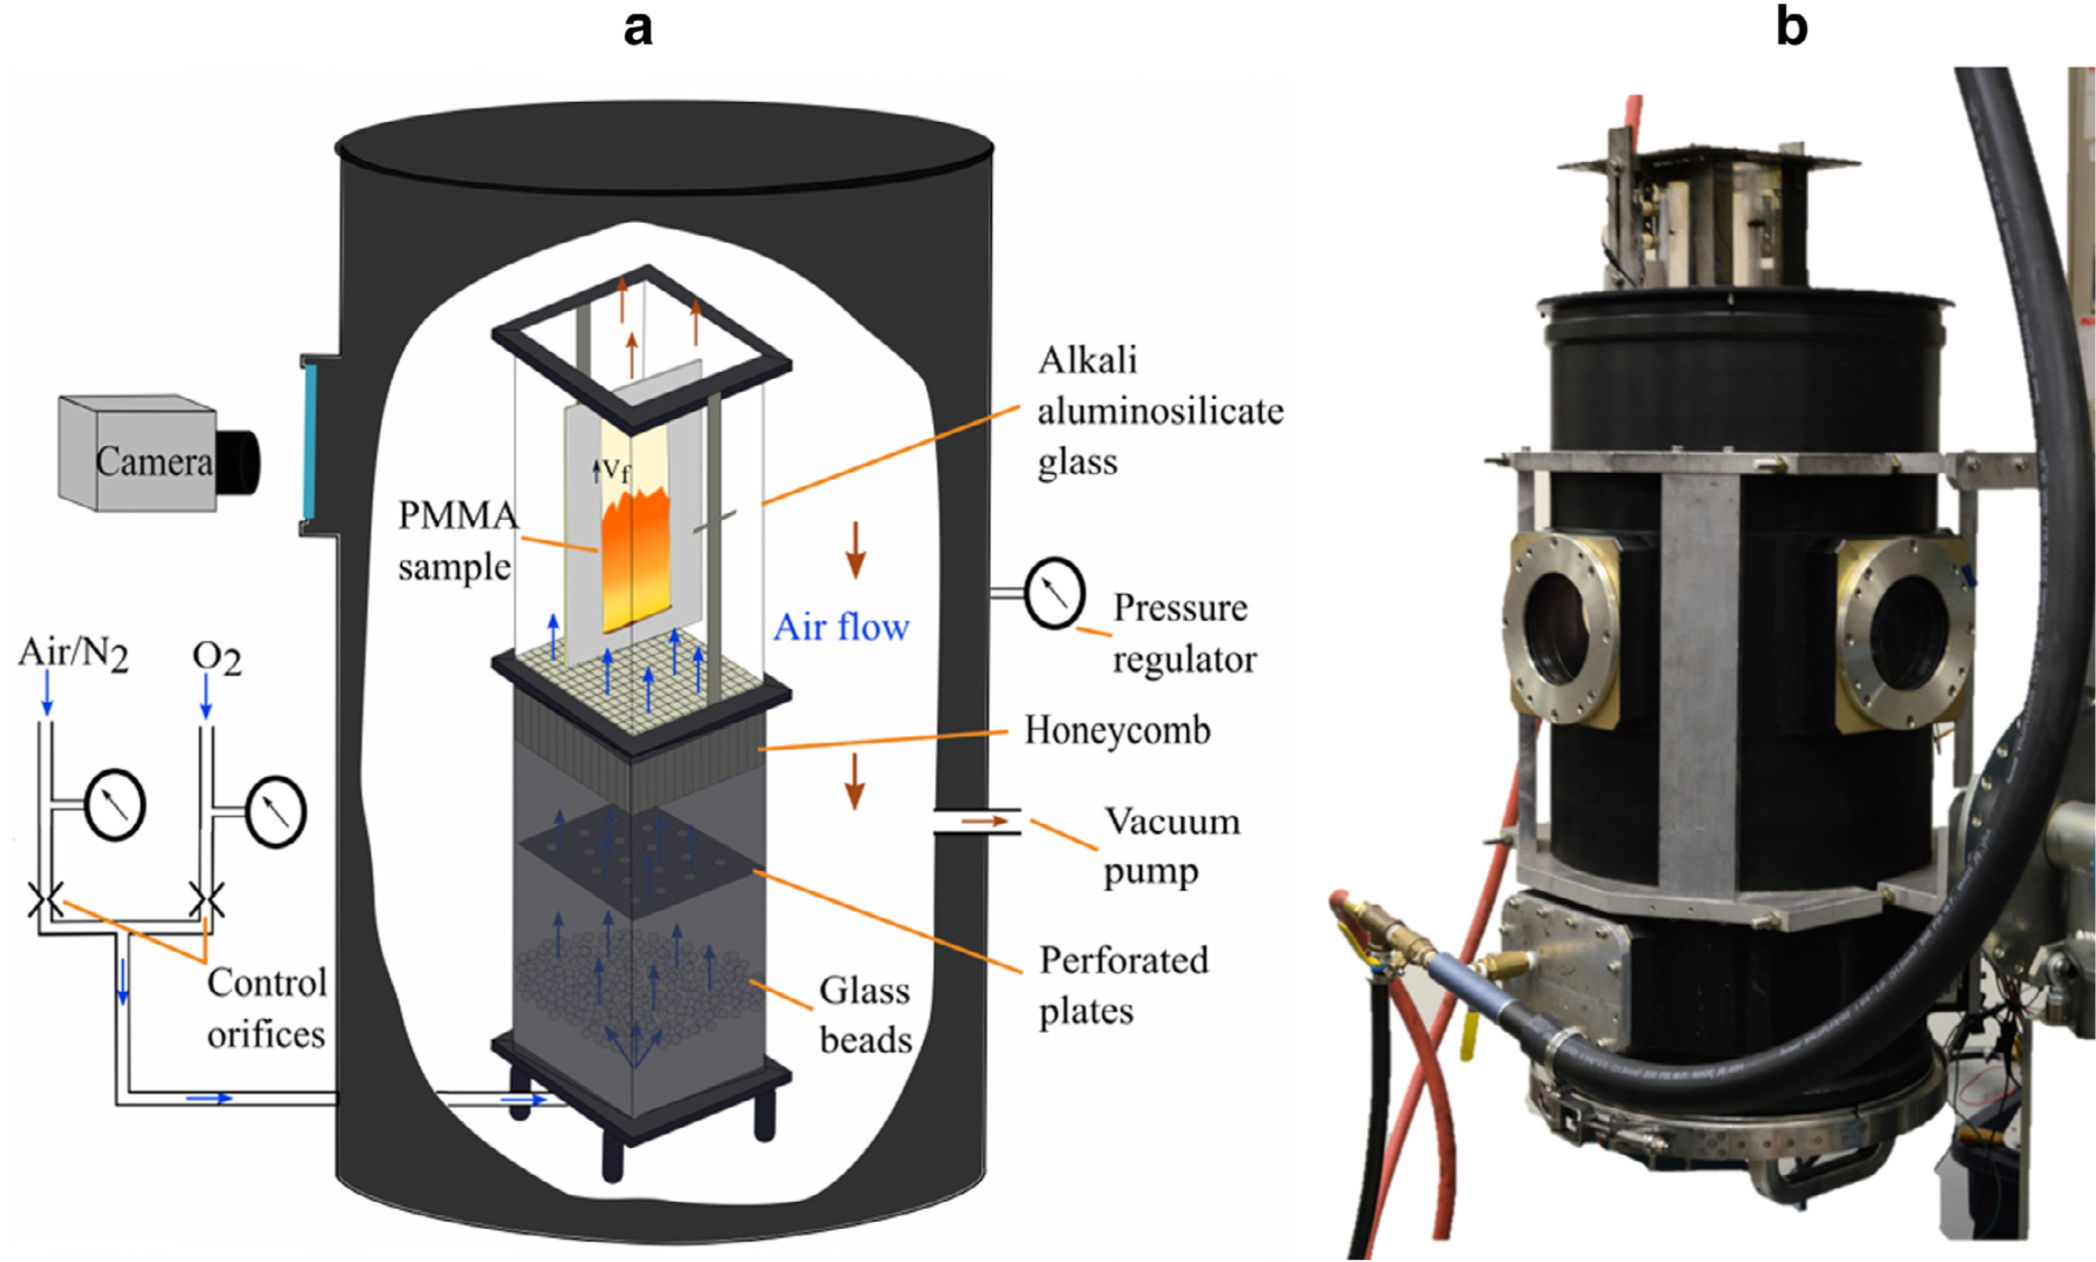 a
b
Alkali
aluminosilicate
glass
Camera
Vf
PMMA
sample
Air flow
Pressure
regulator
Air/N2
O2
Honeycomb
Vacuum
pump
Perforated
plates
Control
orifices
Glass
beads